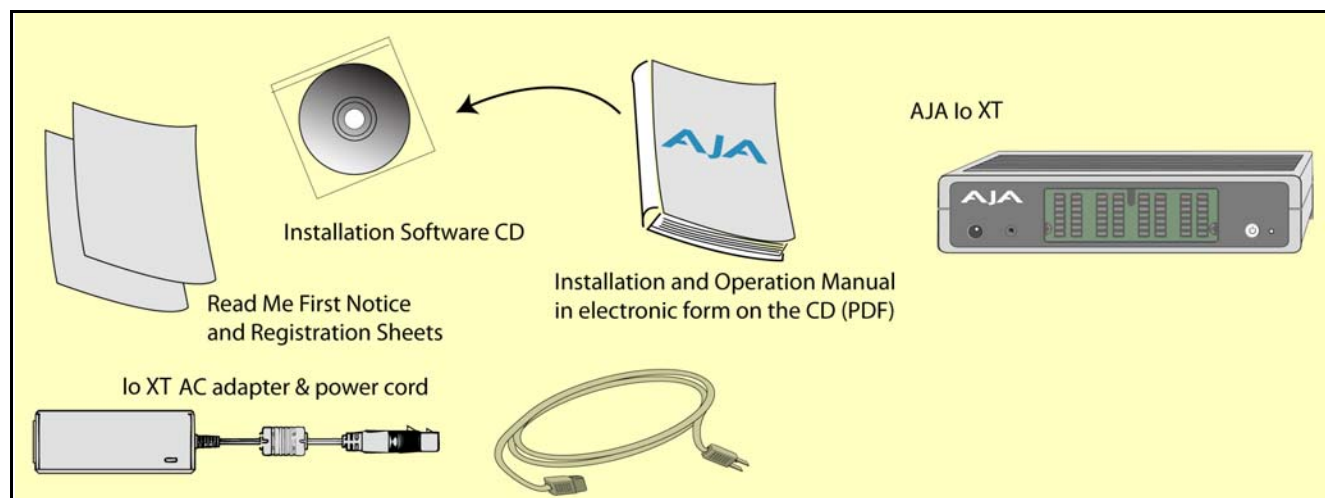 AJA
AJA Io XT
AJA
Installation Software CD
Installation and Operation Manual
in electronic form on the CD (PDF)
Read Me First Notice
and Registration Sheets
Io XT AC adapter & power cord